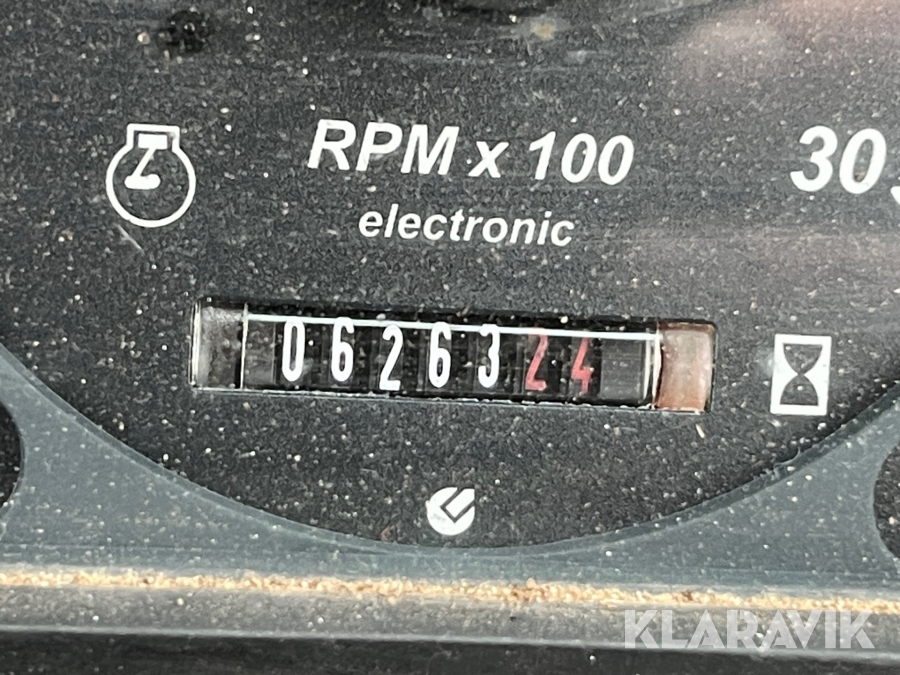 RPM x 100
30
electronic
0626324
KLARAVIK